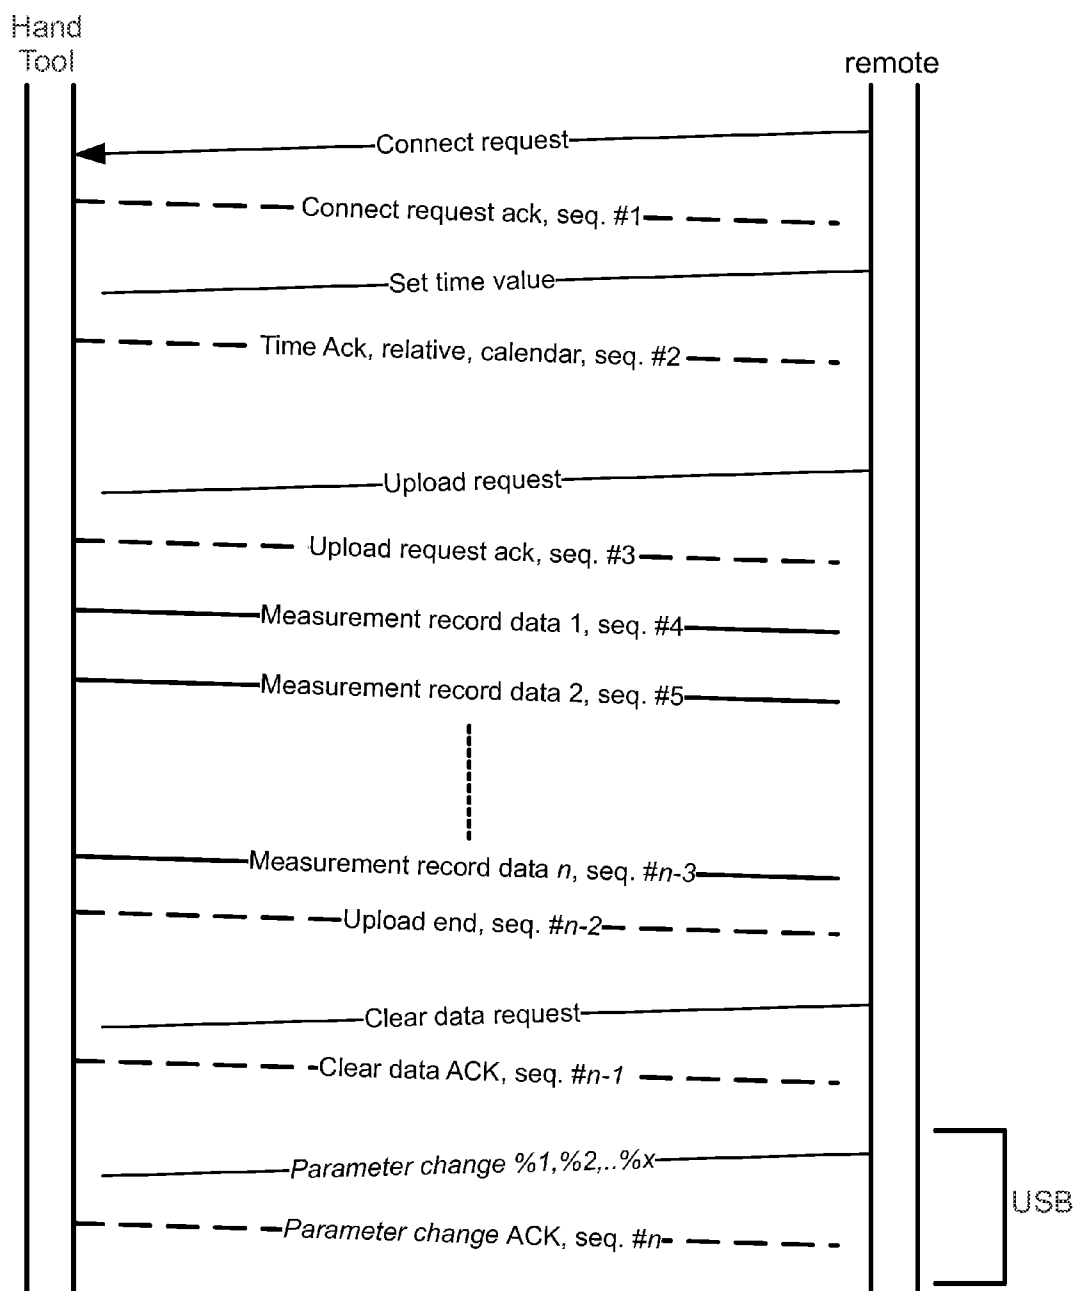 Hand
Tool
remote
Connect request
Connect request ack, seq. #1
Set time value
Time Ack, relative, calendar, seq. #2
Upload request
Upload request ack, seq. #3
Measurement record data 1, seq. #4
Measurement record data 2, seq. #5
Measurement record data n, seq. #n-3
Upload end, seq. #n-2
Clear data request
Clear data ACK, seq. #n-1
Parameter change %1,%2,..%x
USB
Parameter change ACK, seq. #n